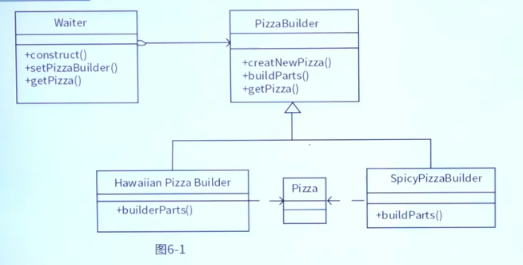 Waiter
+construct()
+setPizzaBuilder()
+getPizza()
PizzaBuilder
+creatNewPizza()
+buildParts()
+getPizza()
Hawaiian Pizza Builder
+builderParts()
Pizza
SpicyPizzaBuilder
+buildParts()
图6-1